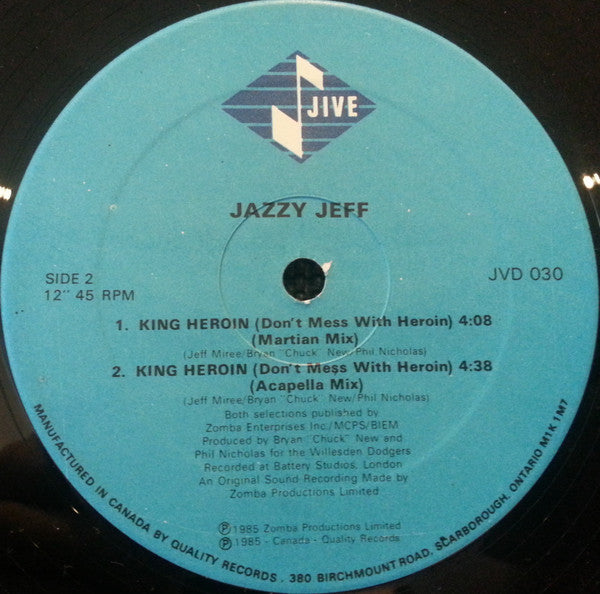 JIVE
JAZZY JEFF
SIDE 2
12" 45 RPM
JVD 030
1. KING HEROIN (Don't Mess With Heroin) 4:08
(Martian Mix)
(Jeff Miree/Bryan "Chuck" New/Phil Nicholas)
2. KING HEROIN (Don't Mess With Heroin) 4:38
(Acapella Mix)
(Jeff Miree/Bryan "Chuck" New/Phil Nicholas)
Both selections published by
Zomba Enterprises Inc./MCPS/BIEM
Produced by Bryan "Chuck" New and
Phil Nicholas for the Willesden Dodgers
Recorded at Battery Studios, London
An Original Sound Recording Made by
Zomba Productions Limited
Ⓟ1985 Zomba Productions Limited
Ⓟ1985 - Canada - Quality Records
MANUFACTURED IN CANADA BY QUALITY RECORDS . 380 BIRCHMOUNT ROAD, SCARBOROUGH, ONTARIO M1K 1M7